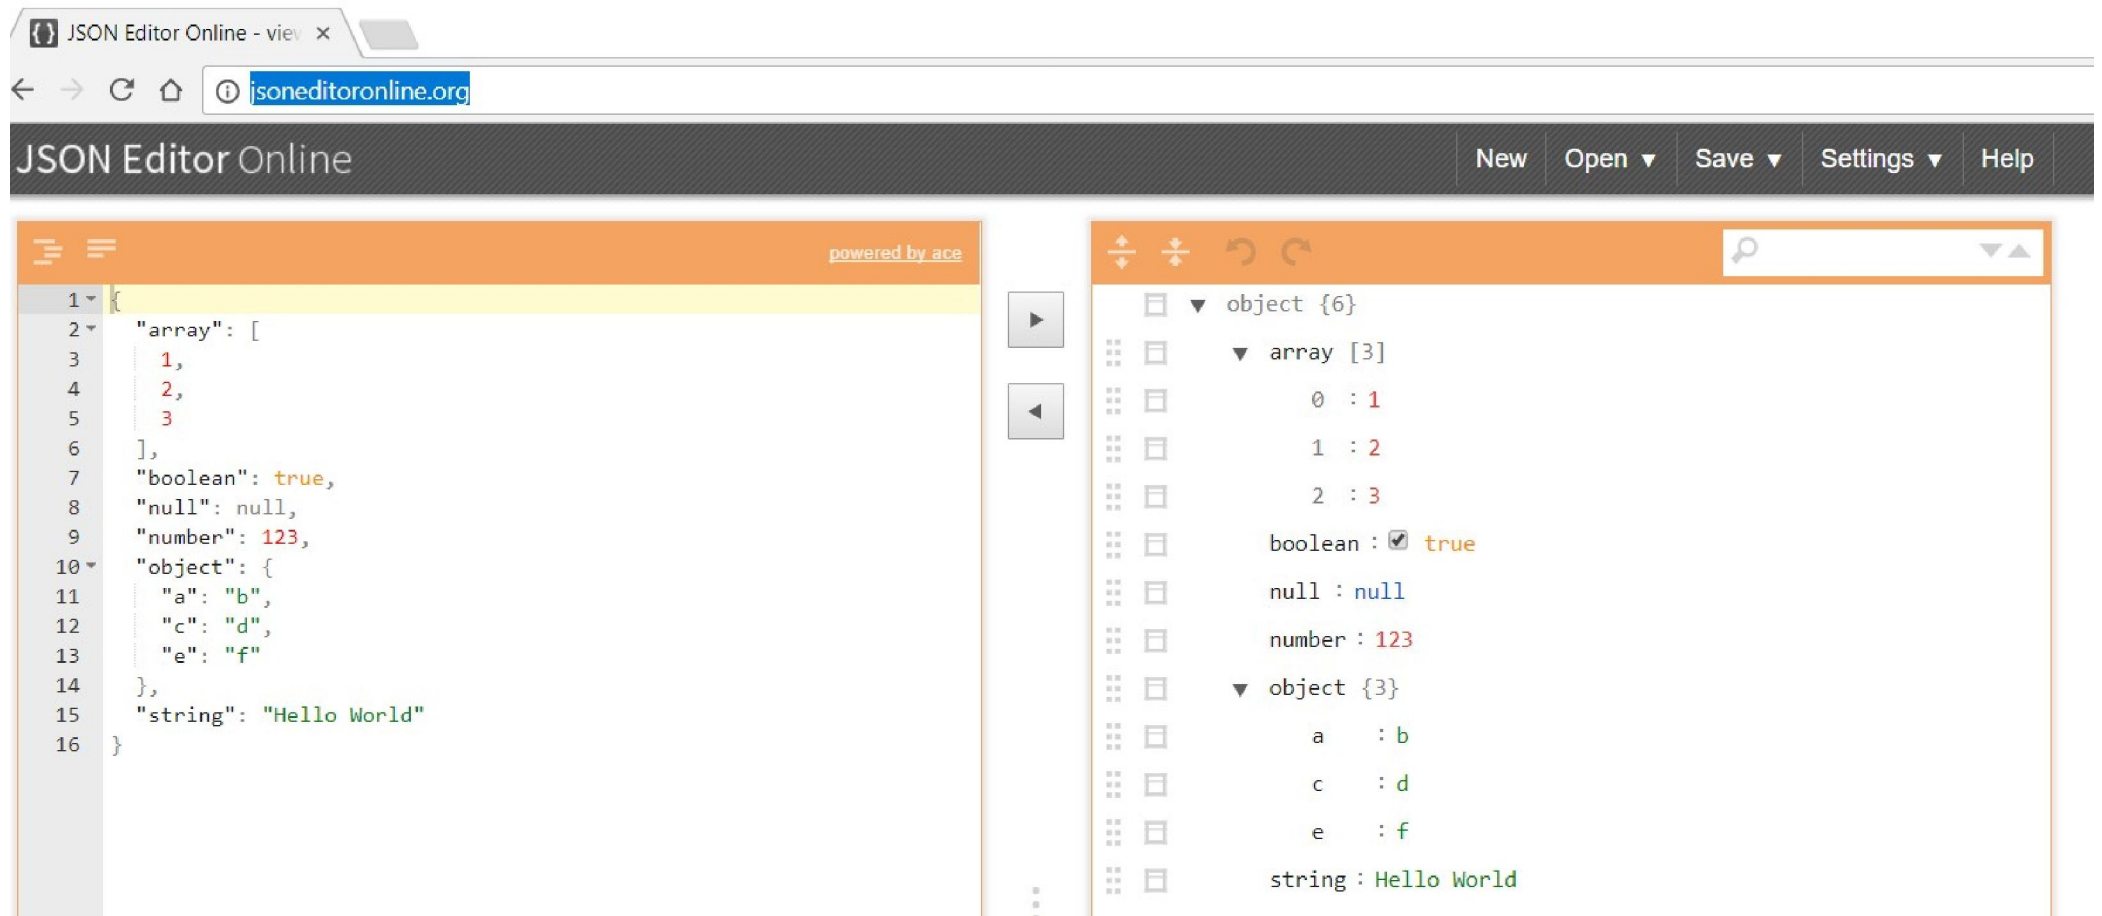 JSON Editor Online - view
jsoneditoronline.org
JSON Editor Online
New Open Save Settings Help
powered by ace
1 {
2 "array": [
3 1,
4 2,
5 3
6 ],
7 "boolean": true,
8 "null": null,
9 "number": 123,
10 "object": {
11 "a": "b",
12 "c": "d",
13 "e": "f"
14 },
15 "string": "Hello World"
16 }
object {6}
array [3]
0 : 1
1 : 2
2 : 3
boolean : true
null : null
number : 123
object {3}
a : b
c : d
e : f
string : Hello World